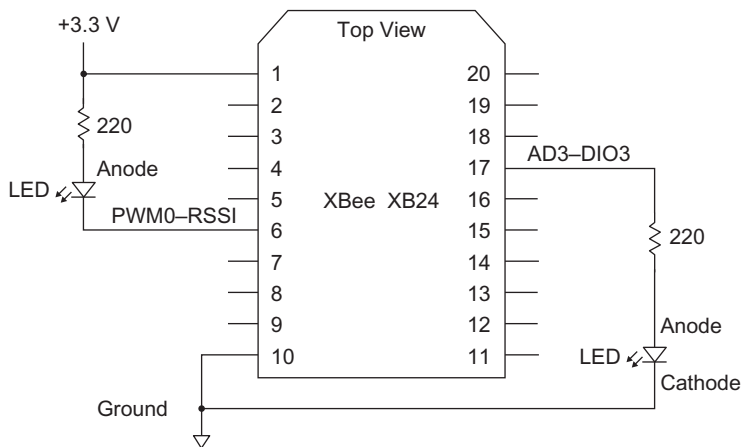 +3.3 V
Top View
1
20
2
19
220
3
18
AD3–DIO3
Anode
4
17
LED
5
XBee XB24
16
PWM0–RSSI
6
15
220
7
14
8
13
9
12
Anode
10
11
LED
Cathode
Ground